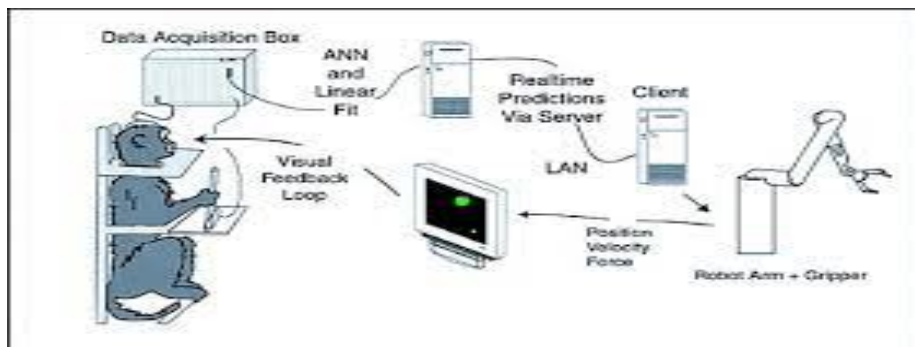 Data Acquisition Box
ANN
and
Linear
Fit
Realtime
Predictions
Via Server
Client
LAN
Visual
Feedback
Loop
Position
Velocity
Force
Robot Arm + Gripper